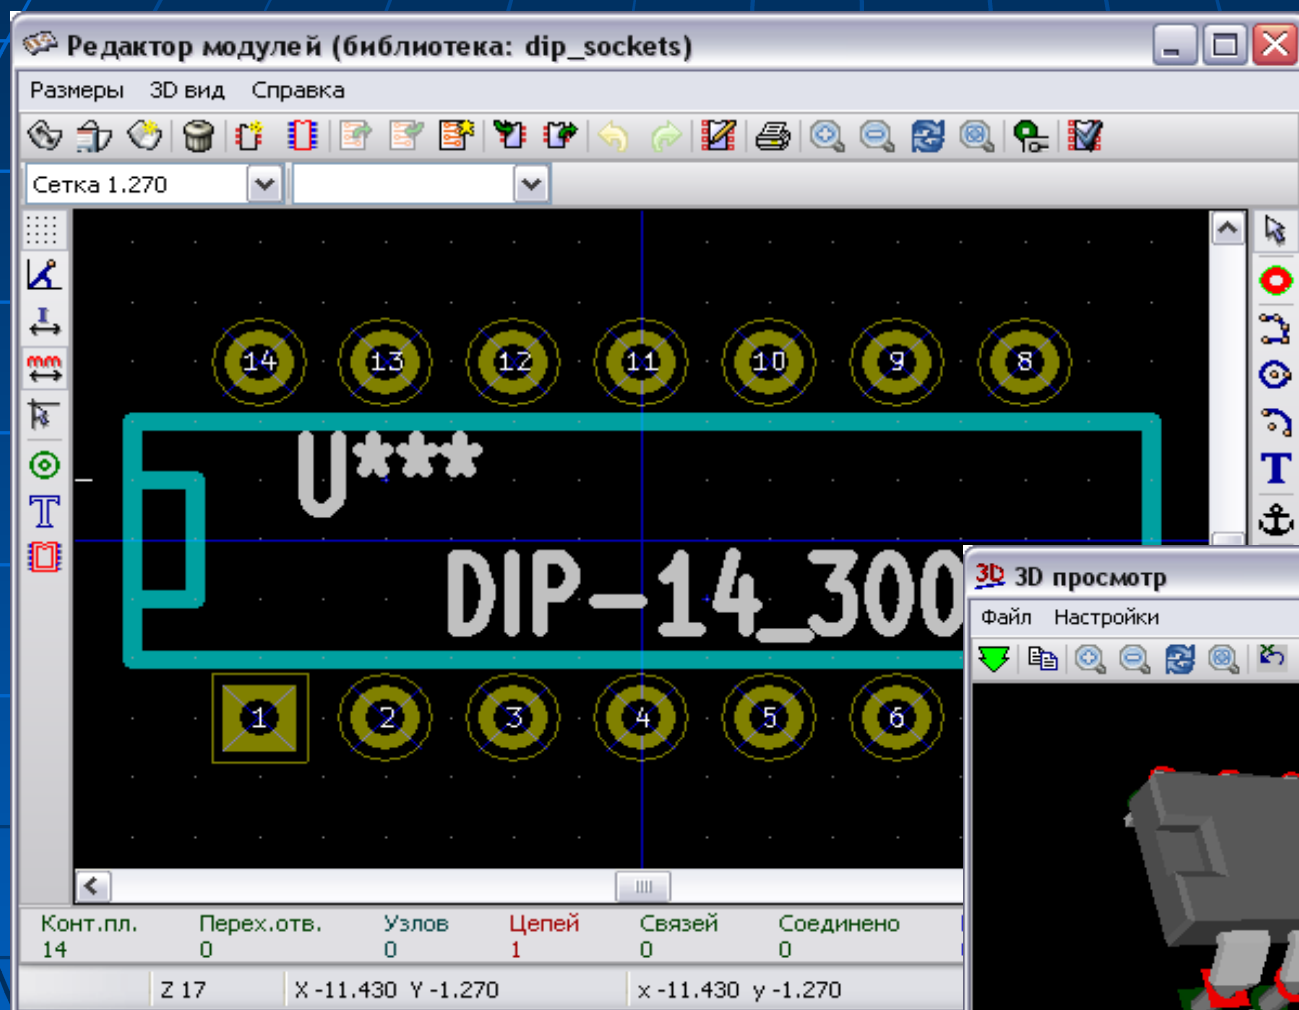 Редактор модулей (библиотека: dip_sockets)
Размеры 3D вид Справка
Сетка 1.270
mm
T
14 13 12 11 10 9 8
U***
T
DIP-14_300
3D 3D просмотр
Файл Настройки
1 2 3 4 5 6
Конт.пл. Перех.отв. Узлов Цепей Связей Соединено
14 0 0 1 0 0
Z 17 X -11.430 Y -1.270 x -11.430 y -1.270